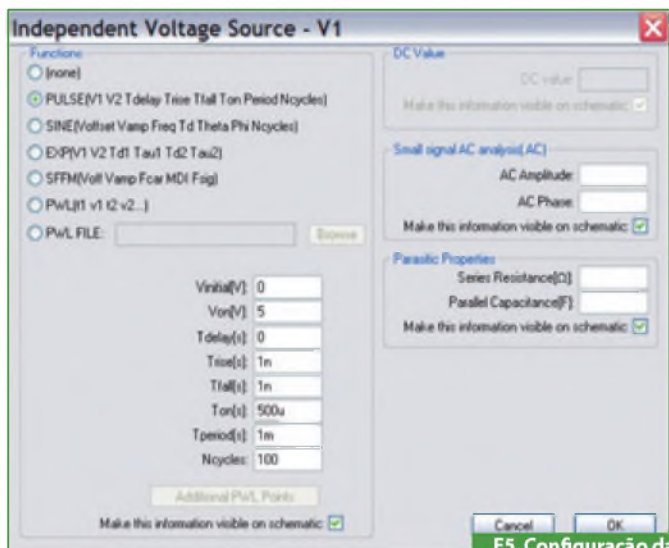 Independent Voltage Source - V1
Functions
(none)
PULSE(V1 V2 Tdelay Trise Tfall Ton Period Ncycles)
SINE(Voffset Vamp Freq Td Theta Phi Ncycles)
EXP(V1 V2 Td1 Tau1 Td2 Tau2)
SFFM(Voff Vamp Fcar MDI Fsig)
PWL(t1 v1 t2 v2...)
PWL FILE: Browse
Vinitial[V]: 0
Von[V]: 5
Tdelay[s]: 0
Trise[s]: 1n
Tfall[s]: 1n
Ton[s]: 500u
Tperiod[s]: 1m
Ncycles: 100
Additional PWL Points
Make this information visible on schematic:
DC Value
DC value:
Make this information visible on schematic:
Small signal AC analysis(.AC)
AC Amplitude:
AC Phase:
Make this information visible on schematic:
Parasitic Properties
Series Resistance[Ω]:
Parallel Capacitance[F]:
Make this information visible on schematic:
Cancel OK
F5. Configuração da